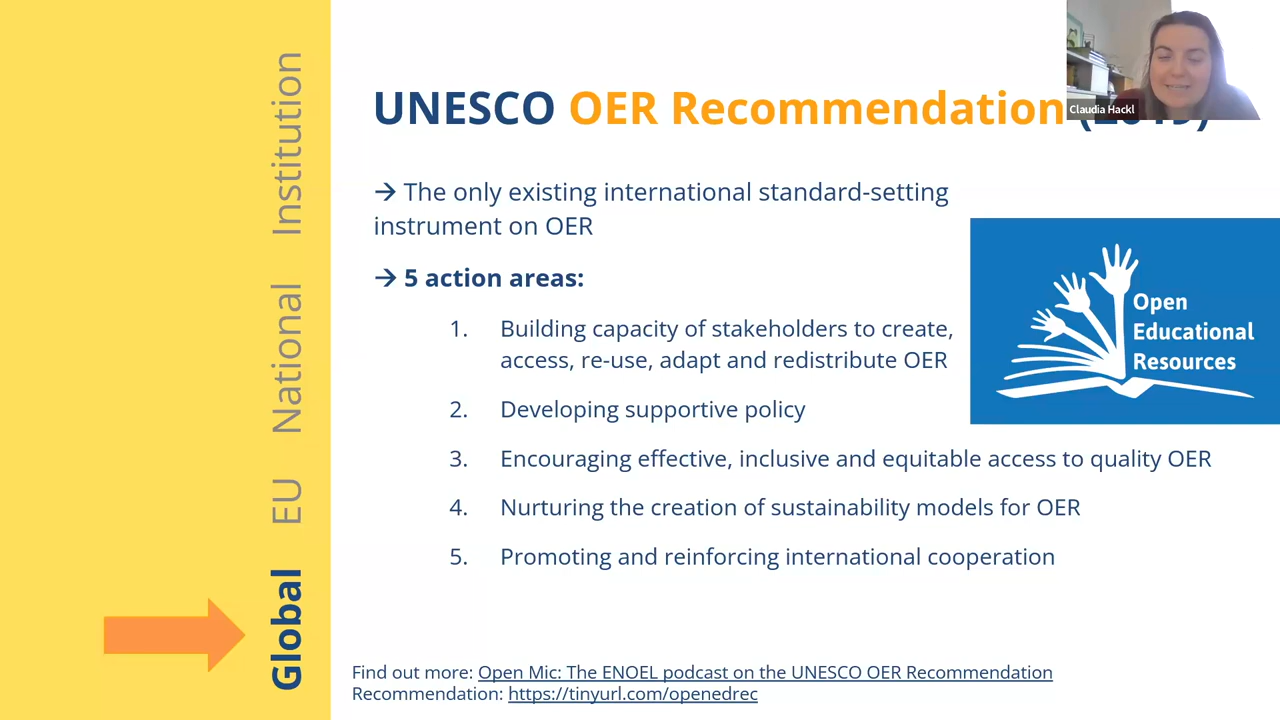 UNESCO OER Recommendation
Claudia Hackl
→ The only existing international standard-setting
instrument on OER
→ 5 action areas:
1. Building capacity of stakeholders to create,
access, re-use, adapt and redistribute OER
2. Developing supportive policy
3. Encouraging effective, inclusive and equitable access to quality OER
4. Nurturing the creation of sustainability models for OER
5. Promoting and reinforcing international cooperation
Open
Educational
Resources
Global EU National Institution
Find out more: Open Mic: The ENOEL podcast on the UNESCO OER Recommendation
Recommendation: https://tinyurl.com/openedrec